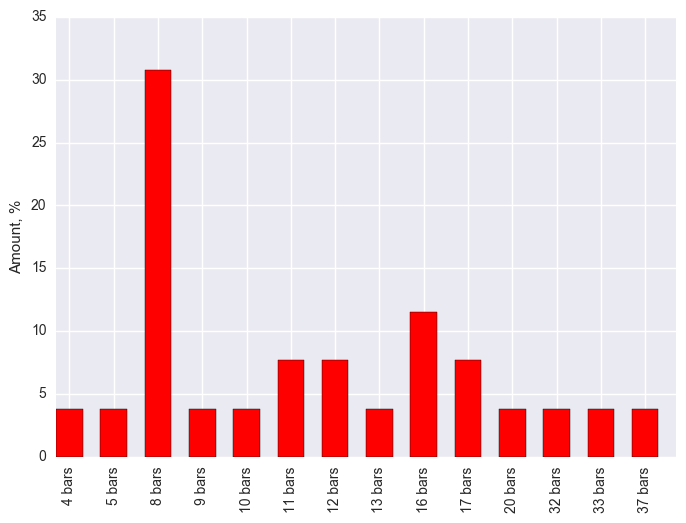 35
30
25
20
15
10
5
0
Amount, %
4 bars
5 bars
8 bars
9 bars
10 bars
11 bars
12 bars
13 bars
16 bars
17 bars
20 bars
32 bars
33 bars
37 bars